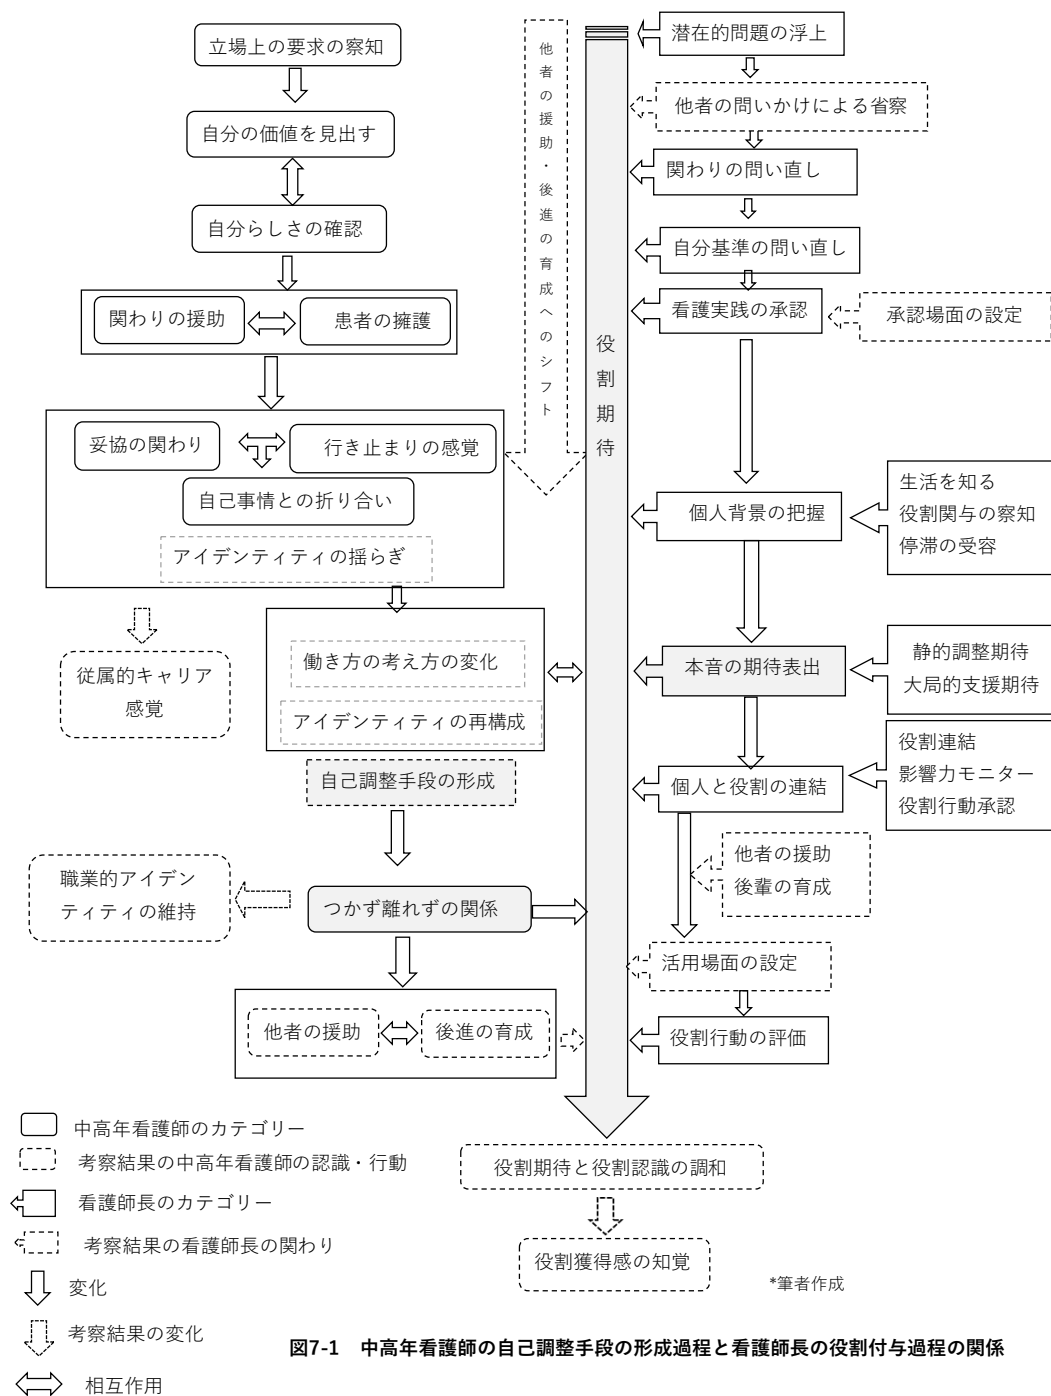 立場上の要求の察知
自分の価値を見出す
自分らしさの確認
関わりの援助
患者の擁護
妥協の関わり
行き止まりの感覚
自己事情との折り合い
アイデンティティの揺らぎ
従属的キャリア
感覚
働き方の考え方の変化
アイデンティティの再構成
自己調整手段の形成
職業的アイデン
ティティの維持
つかず離れずの関係
他者の援助
後進の育成
他者の援助・後進の育成へのシフト
役割期待
潜在的問題の浮上
他者の問いかけによる省察
関わりの問い直し
自分基準の問い直し
看護実践の承認
承認場面の設定
個人背景の把握
生活を知る
役割関与の察知
停滞の受容
本音の期待表出
静的調整期待
大局的支援期待
個人と役割の連結
役割連結
影響力モニター
役割行動承認
他者の援助
後輩の育成
活用場面の設定
役割行動の評価
役割期待と役割認識の調和
役割獲得感の知覚
中高年看護師のカテゴリー
考察結果の中高年看護師の認識・行動
看護師長のカテゴリー
考察結果の看護師長の関わり
変化
考察結果の変化
相互作用
*筆者作成
図7-1 中高年看護師の自己調整手段の形成過程と看護師長の役割付与過程の関係